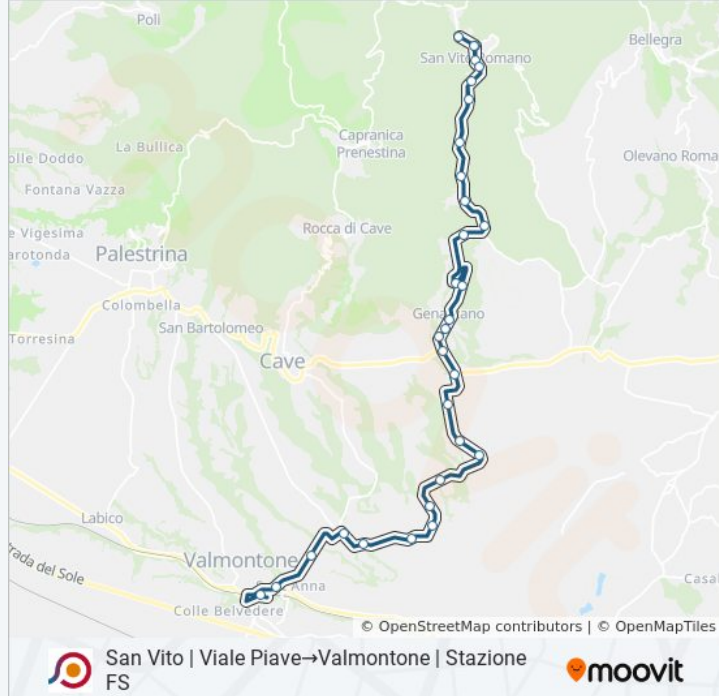 Poli
Bellegra
San Vito Romano
La Bullica
Capranica
Prenestina
olle Doddo
Olevano Roma
Fontana Vazza
Rocca di Cave
e Vigesima
arotonda
Palestrina
Colombella
Torresina
San Bartolomeo
Cave
Labico
Valmontone
rada del Sole
Anna
Colle Belvedere
Casal
© OpenStreetMap contributors | © OpenMapTiles
San Vito | Viale Piave→Valmontone | Stazione
FS
moovit